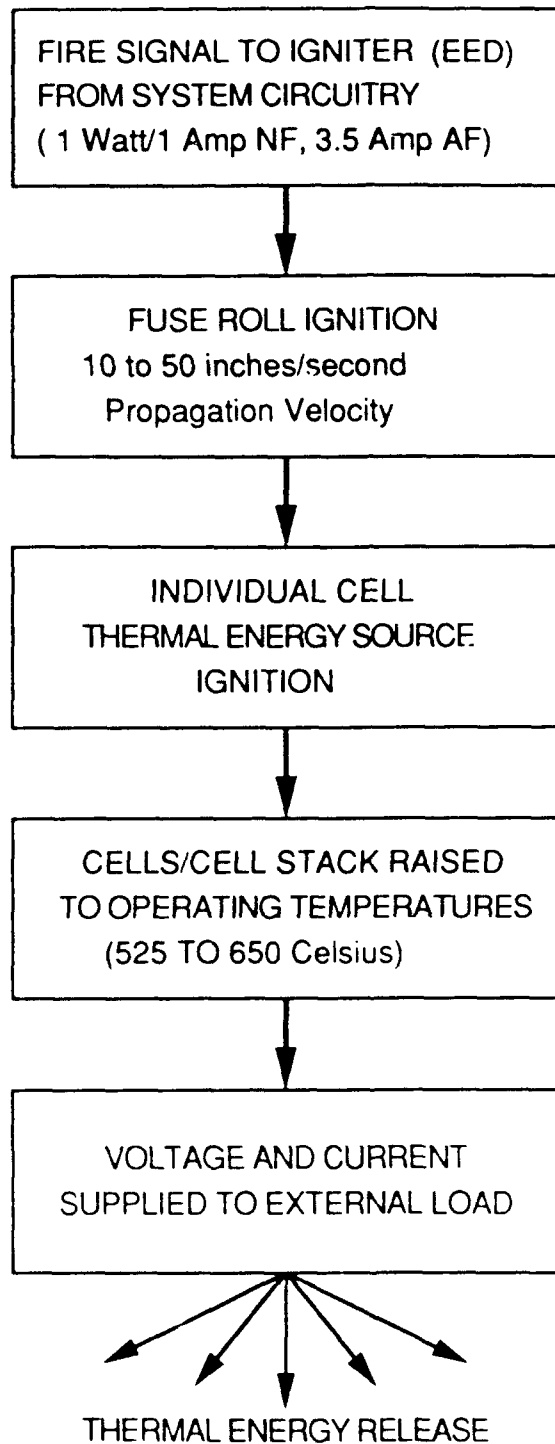 FIRE SIGNAL TO IGNITER (EED)
FROM SYSTEM CIRCUITRY
( 1 Watt/1 Amp NF, 3.5 Amp AF)
FUSE ROLL IGNITION
10 to 50 inches/second
Propagation Velocity
INDIVIDUAL CELL
THERMAL ENERGY SOURCE
IGNITION
CELLS/CELL STACK RAISED
TO OPERATING TEMPERATURES
(525 TO 650 Celsius)
VOLTAGE AND CURRENT
SUPPLIED TO EXTERNAL LOAD
THERMAL ENERGY RELEASE